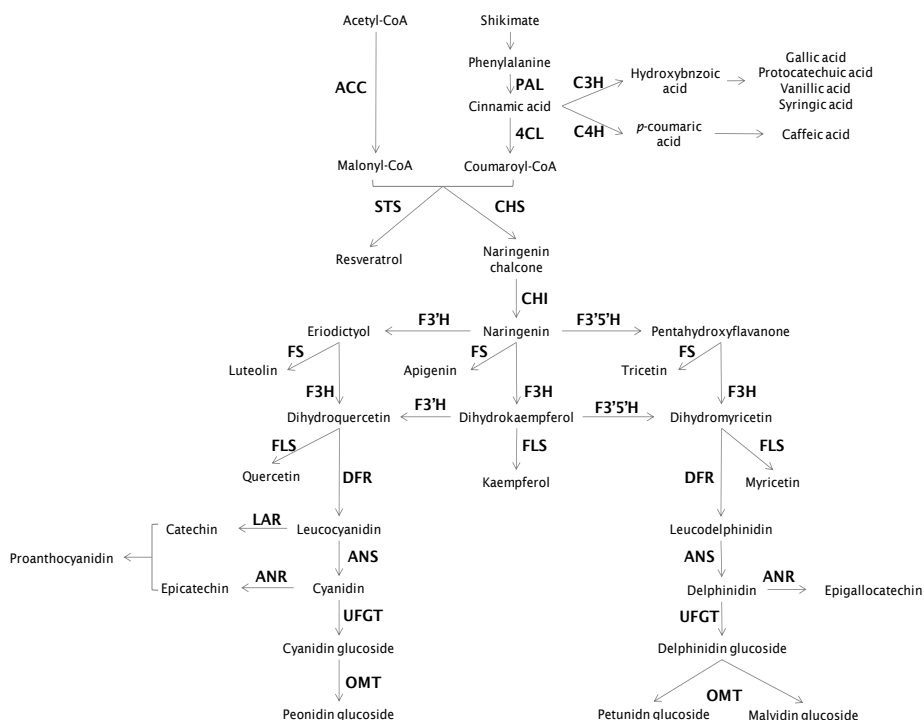 Acetyl-CoA
Shikimate
Phenylalanine
ACC
PAL
C3H
Hydroxybnzoic
acid
Gallic acid
Protocatechuic acid
Vanillic acid
Syringic acid
Cinnamic acid
4CL
C4H
p-coumaric
acid
Caffeic acid
Malonyl-CoA
Coumaroyl-CoA
STS
CHS
Resveratrol
Naringenin
chalcone
CHI
Eriodictyol
F3'H
Naringenin
F3'5'H
Pentahydroxyflavanone
FS
FS
FS
Luteolin
Apigenin
Tricetin
F3H
F3H
F3H
Dihydroquercetin
F3'H
Dihydrokaempferol
F3'5'H
Dihydromyricetin
FLS
FLS
FLS
Quercetin
DFR
Kaempferol
DFR
Myricetin
Catechin
LAR
Leucocyanidin
Leucodelphinidin
Proanthocyanidin
ANS
ANS
Epicatechin
ANR
Cyanidin
Delphinidin
ANR
Epigallocatechin
UFGT
UFGT
Cyanidin glucoside
Delphinidin glucoside
OMT
OMT
Peonidin glucoside
Petunidn glucoside
Malvidin glucoside